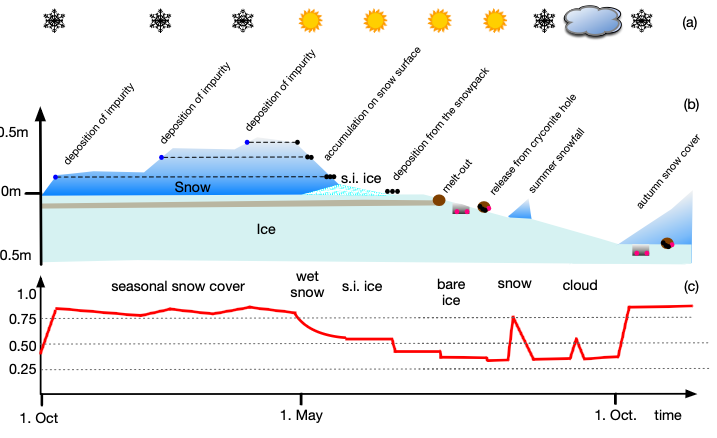 (a)
(b)
deposition of impurity
deposition of impurity
deposition of impurity
accumulation on snow surface
deposition from the snowpack
melt-out
release from cryconite hole
summer snowfall
autumn snow cover
0.5m
0m
0.5m
s.i. ice
Snow
Ice
(c)
seasonal snow cover
wet
snow
s.i. ice
bare
ice
snow
cloud
1.0
0.75
0.50
0.25
1. Oct
1. May
1. Oct.
time